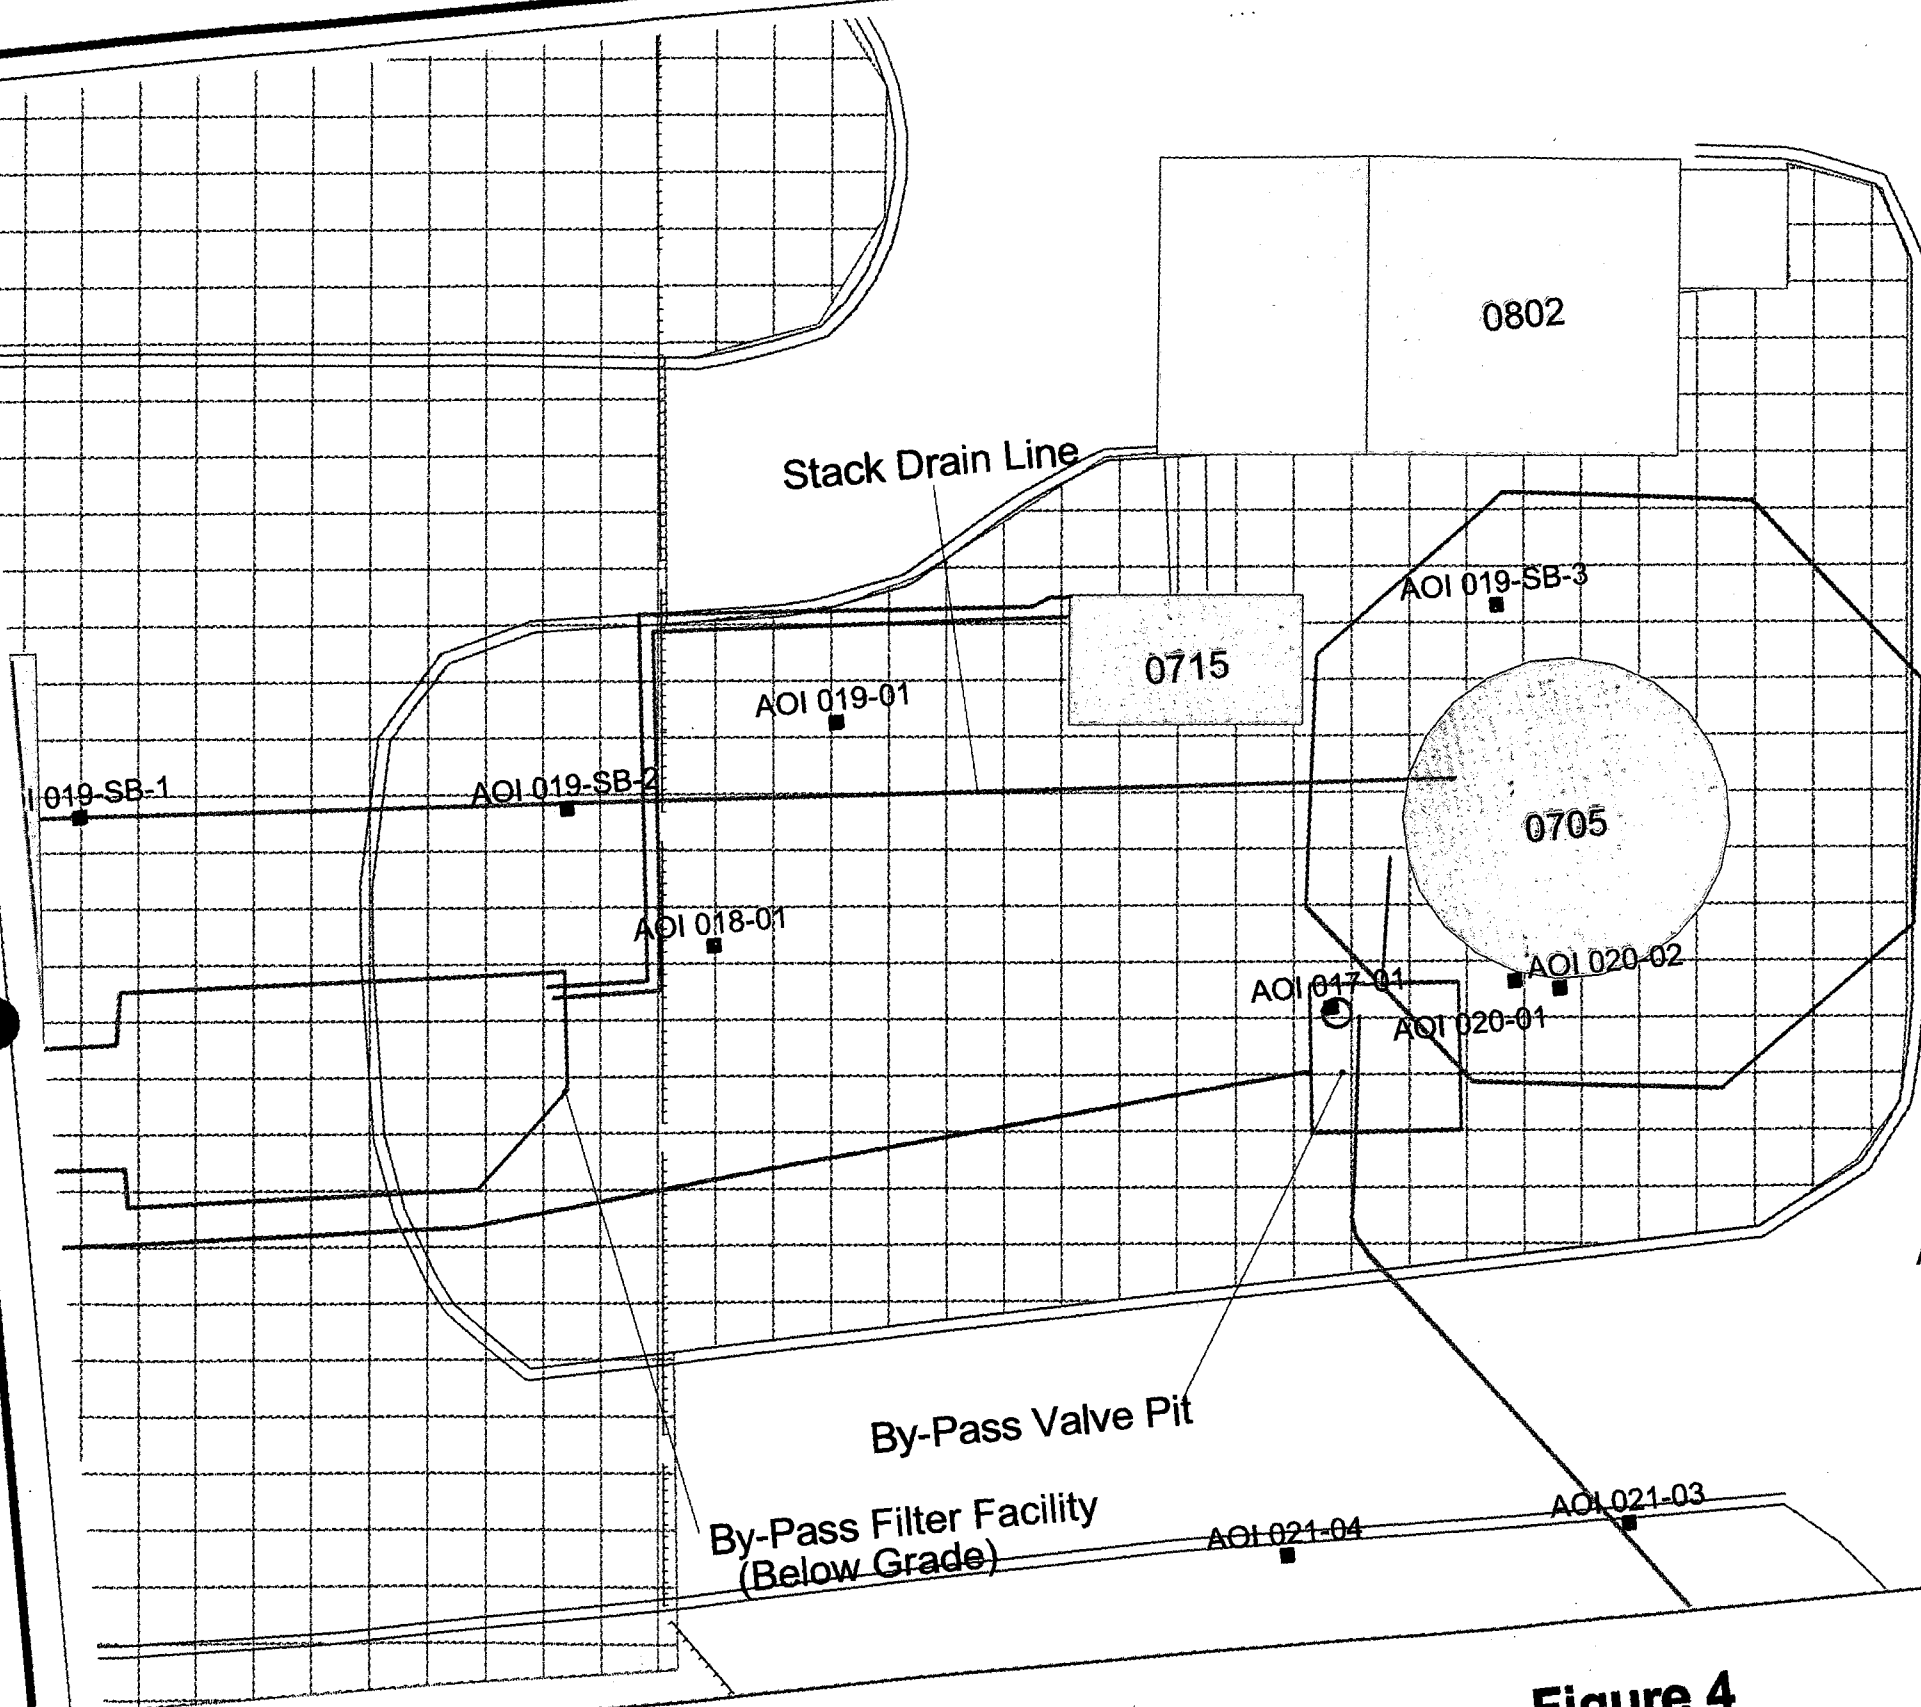 0802
Stack Drain Line
AOI 019-SB-3
0715
AOI 019-01
I 019-SB-1
AOI 019-SB-2
0705
AOI 018-01
AOI 020-02
AOI 017-01
AOI 020-01
By-Pass Valve Pit
By-Pass Filter Facility
(Below Grade)
AOI 021-03
AOI 021-04
Figure 4